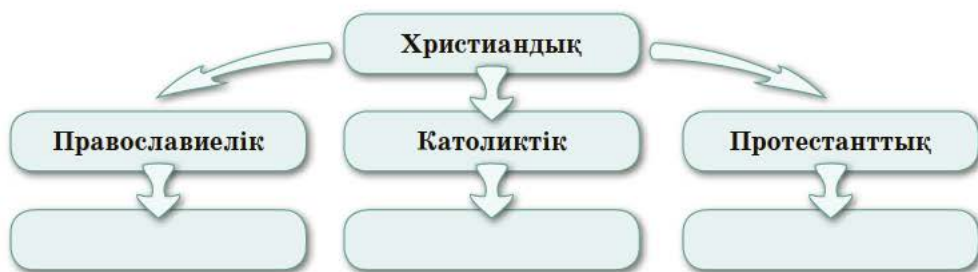 Христиандық
Православиелік
Католиктік
Протестанттық